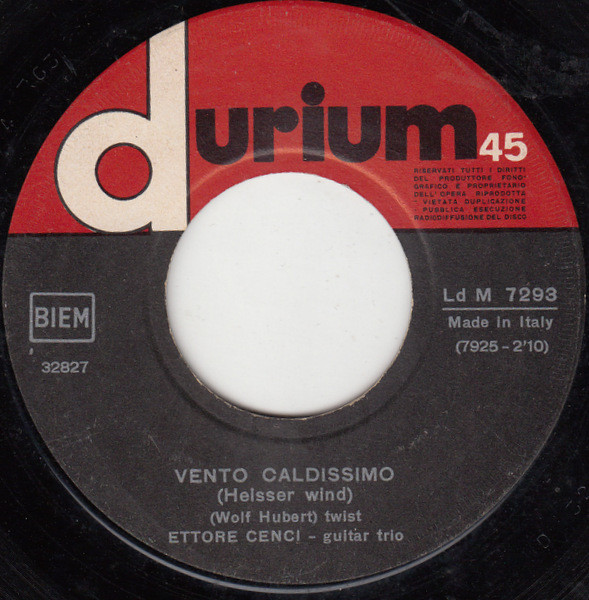 durium
45
RISERVATI TUTTI I DIRITTI
DEL PRODUTTORE FONO-
GRAFICO E PROPRIETARIO
DELL'OPERA RIPRODOTTA
VIETATA DUPLICAZIONE
PUBBLICA ESECUZIONE
RADIODIFFUSIONE DEL DISCO
BIEM
32827
Ld M 7293
Made in Italy
(7925 - 2'10)
VENTO CALDISSIMO
(Heisser wind)
(Wolf Hubert) twist
ETTORE CENCI - guitar trio